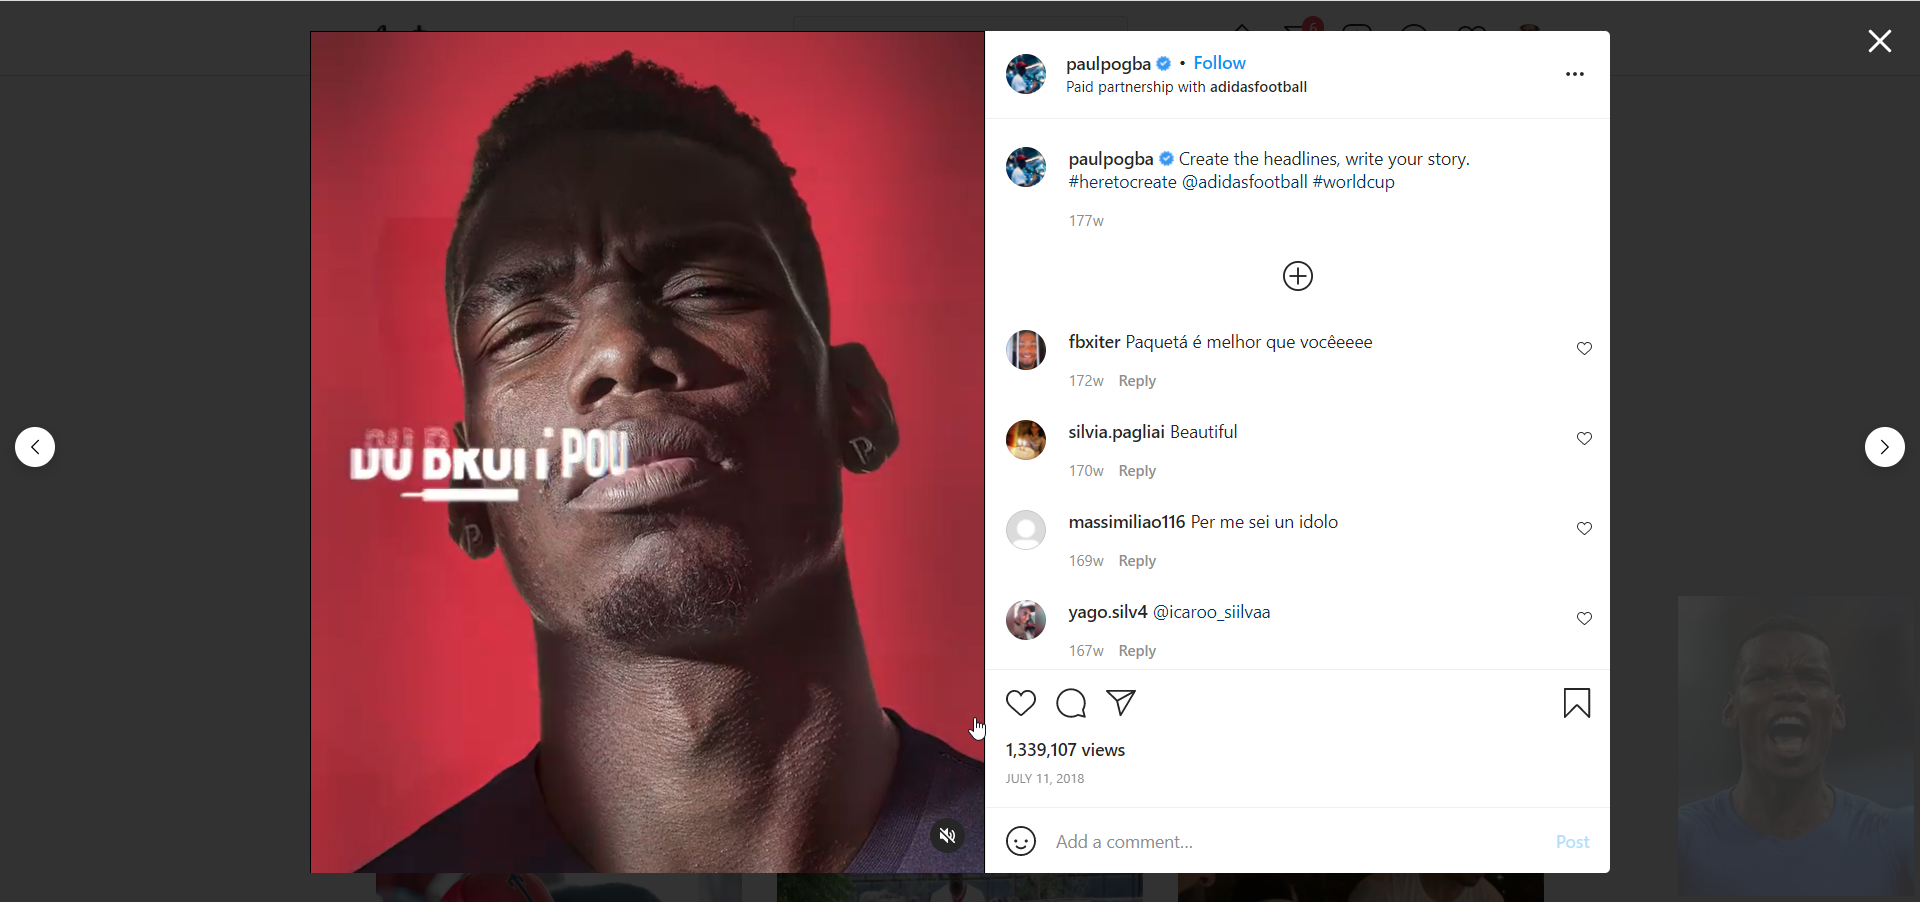 paulpogba • Follow
Paid partnership with adidasfootball
paulpogba Create the headlines, write your story.
#heretocreate @adidasfootball #worldcup
177w
fbxiter Paquetá é melhor que vocêeeee
172w Reply
silvia.pagliai Beautiful
170w Reply
massimiliao116 Per me sei un idolo
169w Reply
yago.silv4 @icaroo_siilvaa
167w Reply
DU BRUIT POU
1,339,107 views
JULY 11, 2018
Add a comment...
Post
6